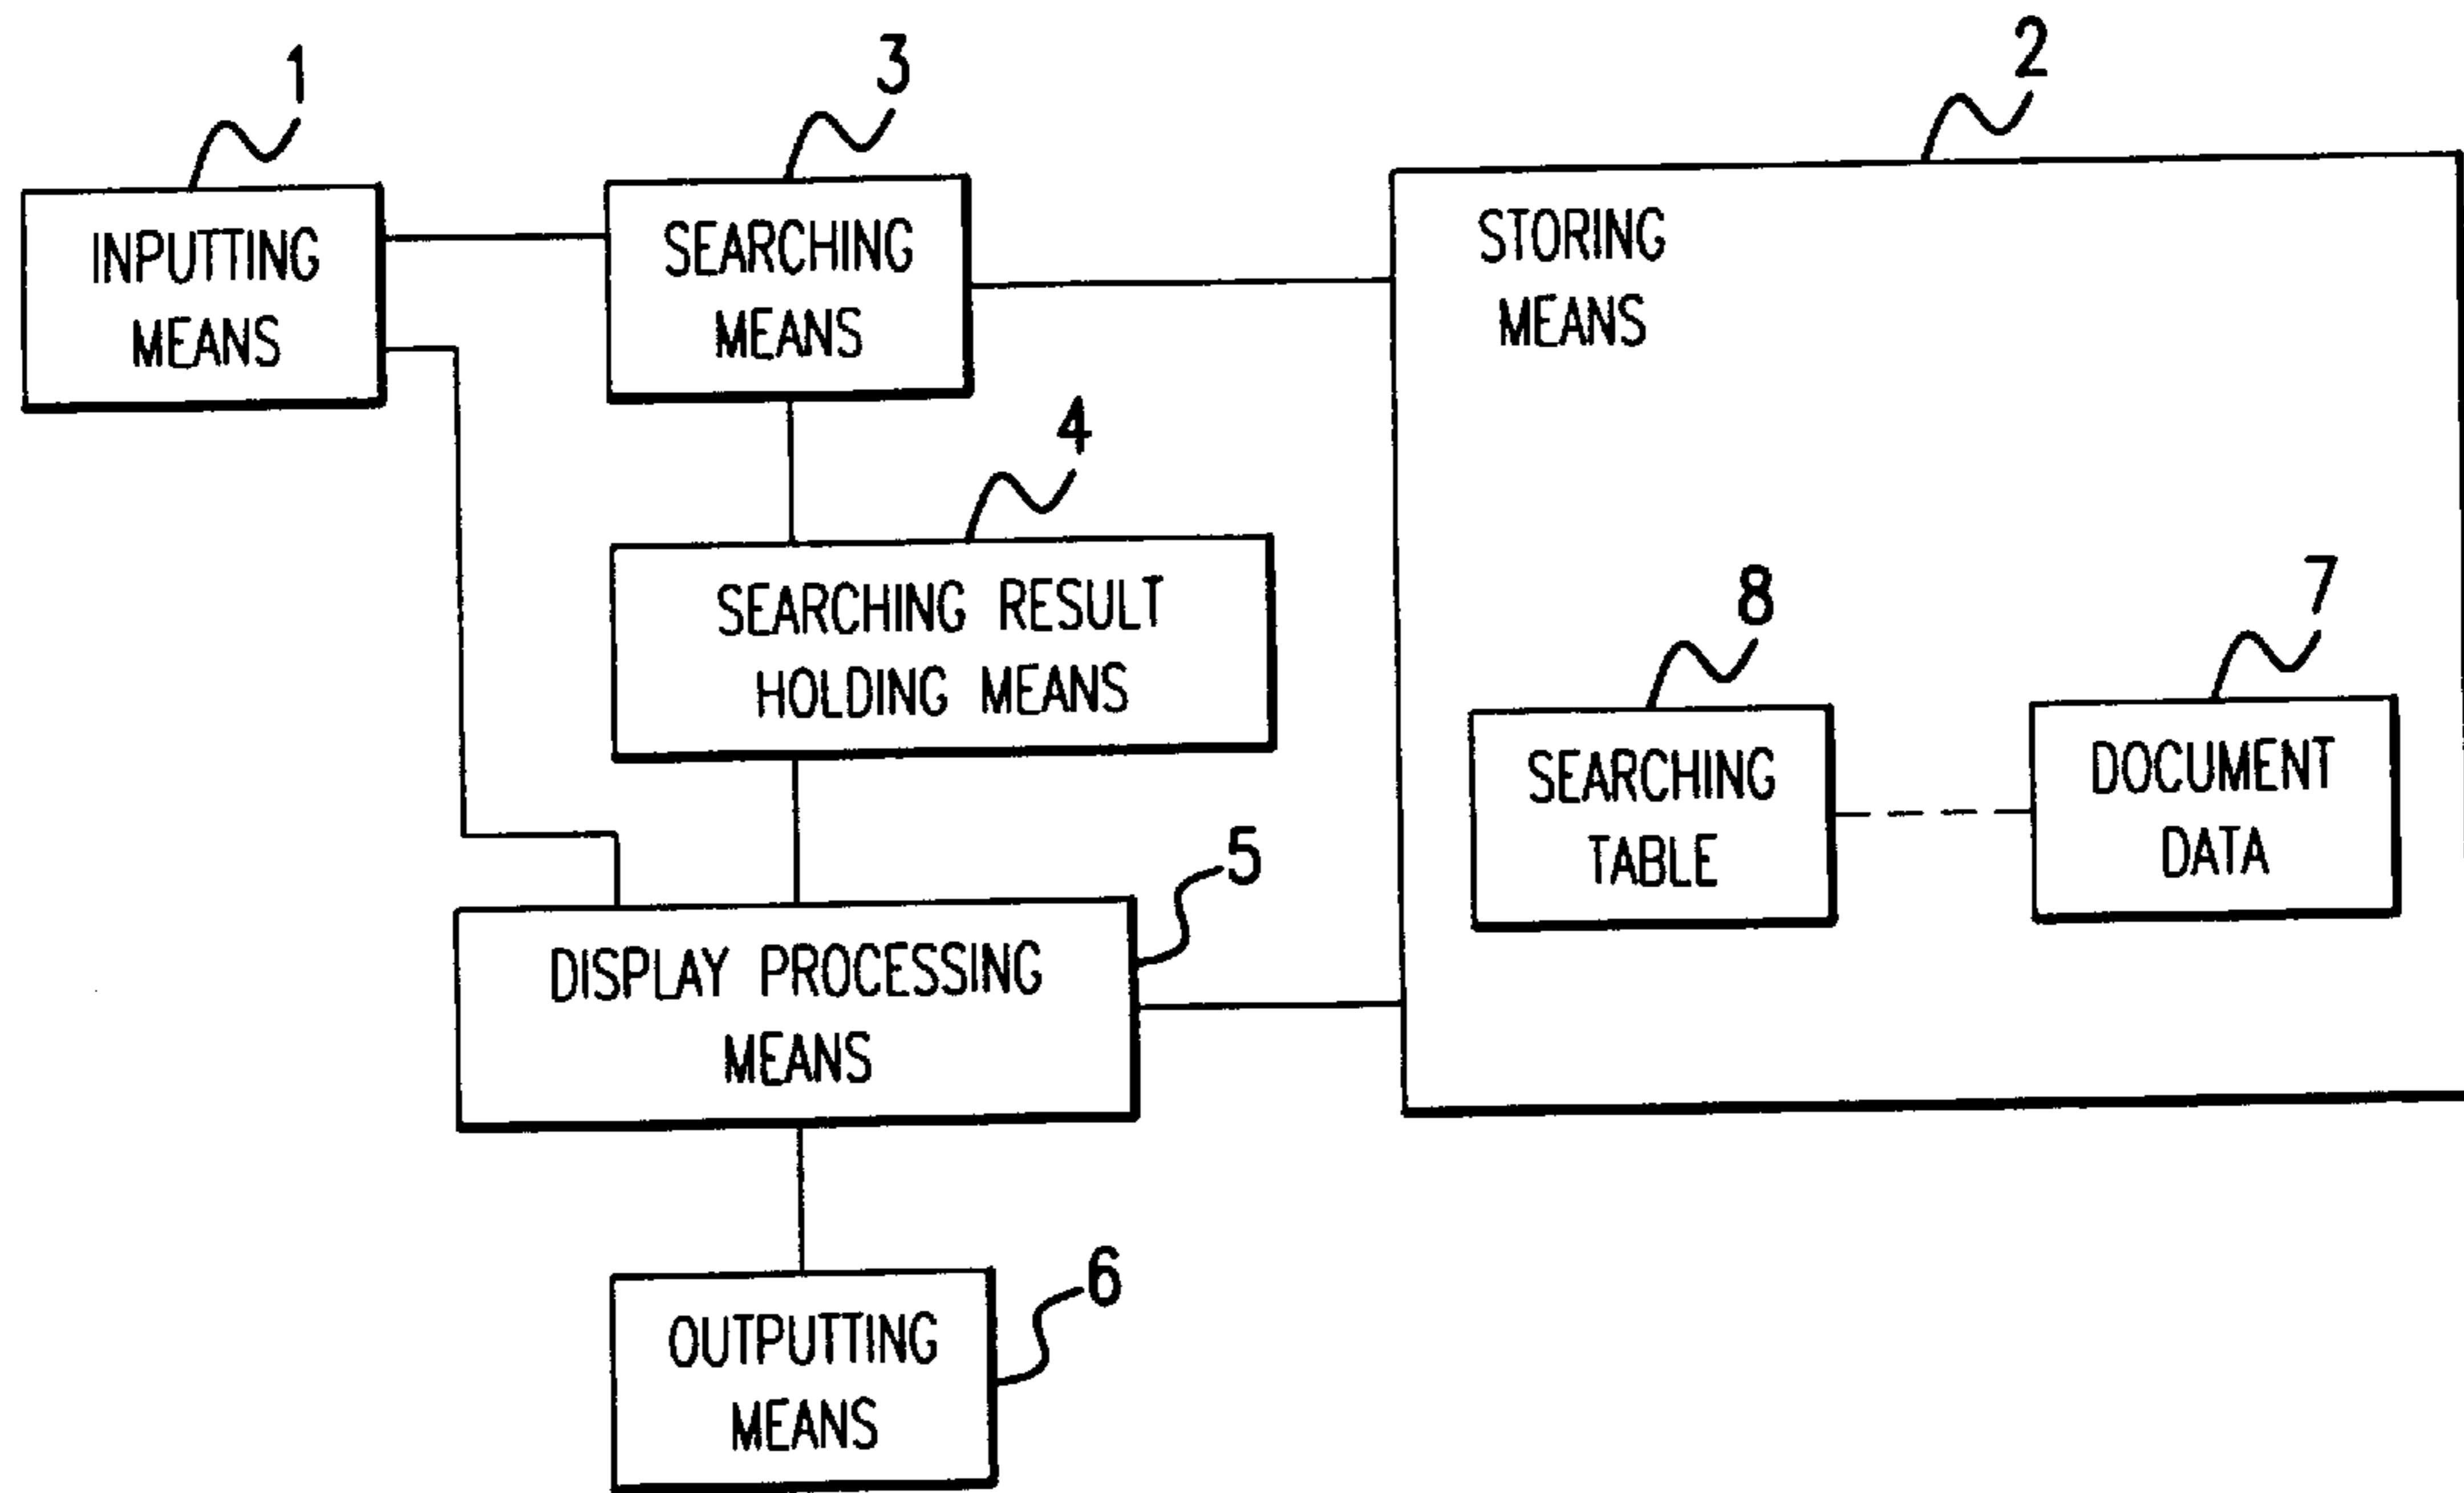 1
3
2
INPUTTING
MEANS
SEARCHING
MEANS
STORING
MEANS
4
SEARCHING RESULT
HOLDING MEANS
8
7
SEARCHING
TABLE
DOCUMENT
DATA
5
DISPLAY PROCESSING
MEANS
6
OUTPUTTING
MEANS